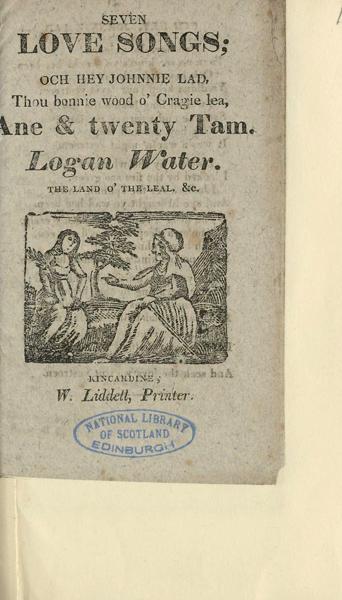 SEVEN
LOVE SONGS;
OCH HEY JOHNNIE LAD,
Thou bonnie wood o' Cragie lea,
Ane & twenty Tam.
Logan Water.
THE LAND O' THE LEAL, &c.
KINCARDINE;
W. Liddell, Printer.
NATIONAL LIBRARY
OF SCOTLAND
EDINBURGH